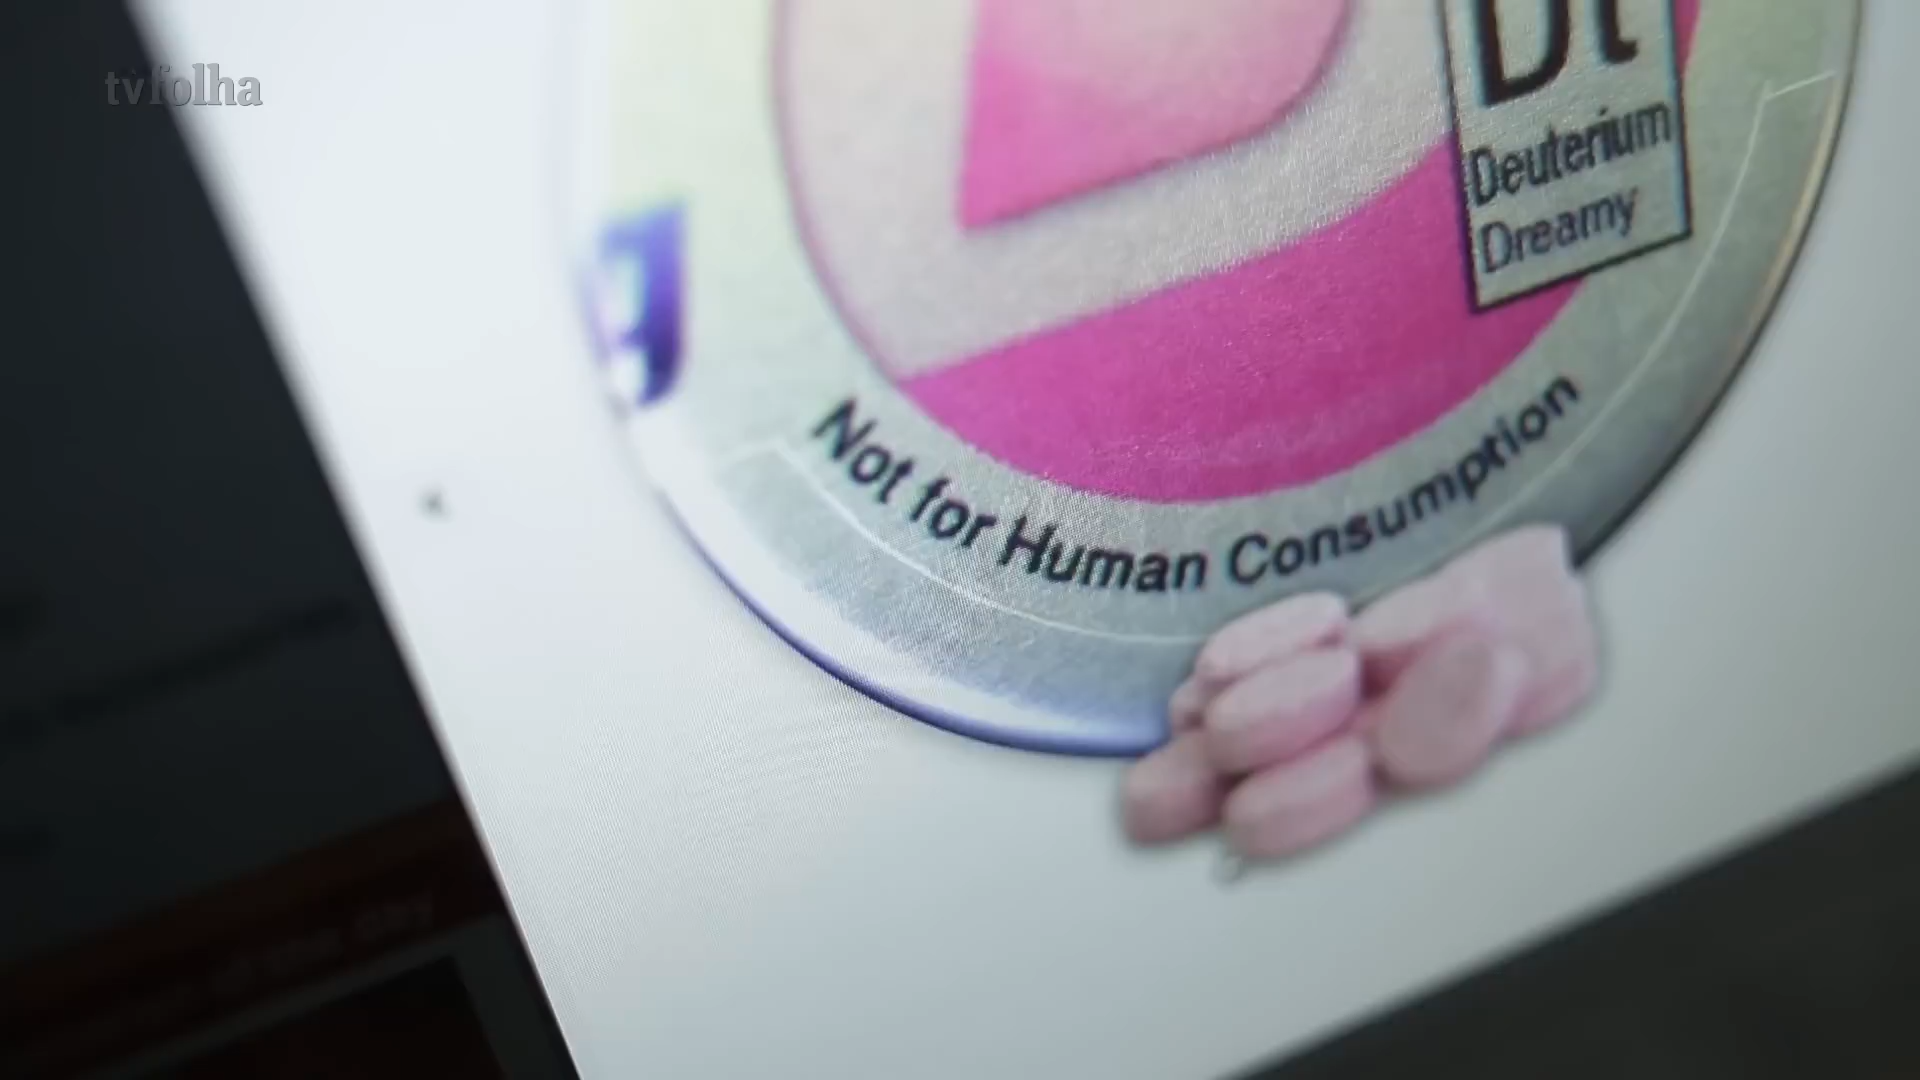 tvfolha
Dt
Deuterium
Dreamy
Not for Human Consumption